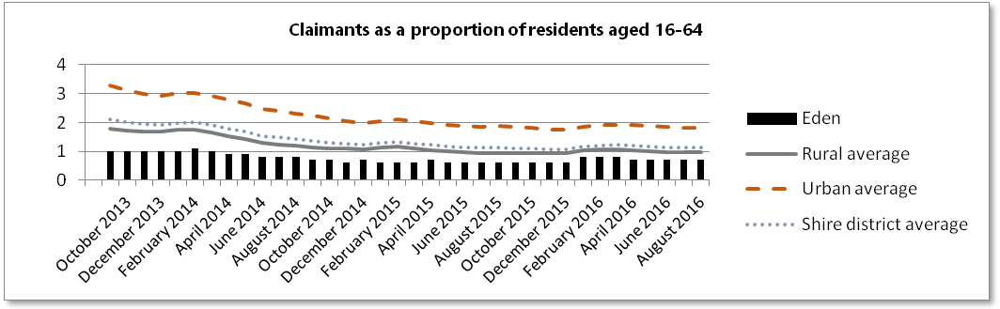 Claimants as a proportion of residents aged 16-64
4
3
2
1
0
October 2013
December 2013
February 2014
April 2014
June 2014
August 2014
October 2014
December 2014
February 2015
April 2015
June 2015
August 2015
October 2015
December 2015
February 2016
April 2016
June 2016
August 2016
Eden
Rural average
Urban average
Shire district average